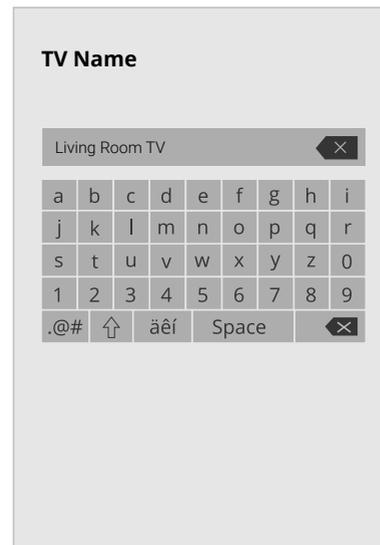 TV Name
Living Room TV
a b c d e f g h i
j k l m n o p q r
s t u v w x y z 0
1 2 3 4 5 6 7 8 9
.@# äêí Space